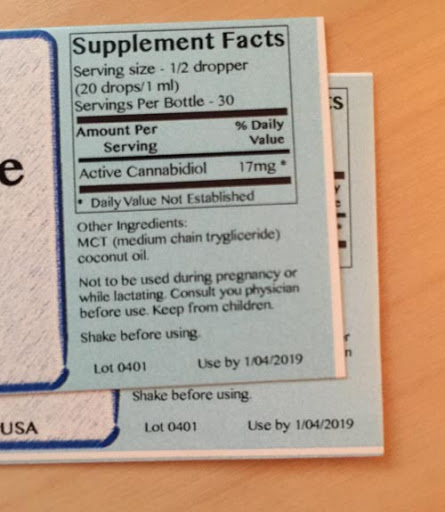 Supplement Facts
Serving size - 1/2 dropper
(20 drops/1 ml)
Servings Per Bottle - 30
Amount Per Serving % Daily Value
Active Cannabidiol 17mg *
* Daily Value Not Established
Other Ingredients:
MCT (medium chain trygliceride)
coconut oil.
Not to be used during pregnancy or
while lactating. Consult you physician
before use. Keep from children.
Shake before using.
Lot 0401 Use by 1/04/2019
e
S
Shake before using.
USA
Lot 0401 Use by 1/04/2019